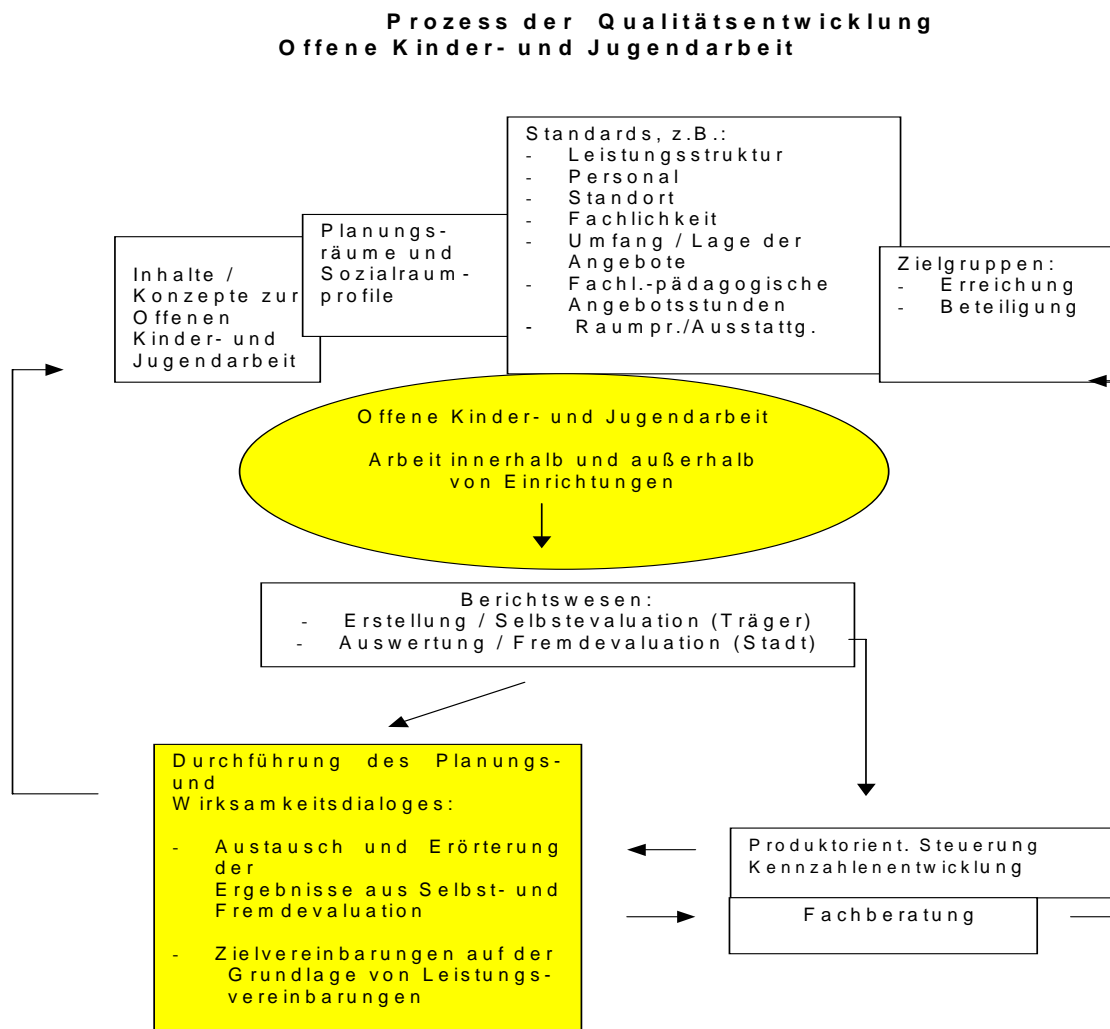 Prozess der Qualitätsentwicklung
Offene Kinder- und Jugendarbeit
Inhalte /
Konzepte zur
Offenen
Kinder- und
Jugendarbeit
Planungs-
räume und
Sozialraum-
profile
Standards, z.B.:
- Leistungsstruktur
- Personal
- Standort
- Fachlichkeit
- Umfang / Lage der
Angebote
- Fachl.-pädagogische
Angebotsstunden
- Raumpr./Ausstattg.
Zielgruppen:
- Erreichung
- Beteiligung
Offene Kinder- und Jugendarbeit
Arbeit innerhalb und außerhalb
von Einrichtungen
Berichtswesen:
- Erstellung / Selbstevaluation (Träger)
- Auswertung / Fremdevaluation (Stadt)
Durchführung des Planungs-
und
Wirksamkeitsdialoges:
- Austausch und Erörterung
der
Ergebnisse aus Selbst- und
Fremdevaluation
- Zielvereinbarungen auf der
Grundlage von Leistungs-
vereinbarungen
Produktorient. Steuerung
Kennzahlenentwicklung
Fachberatung